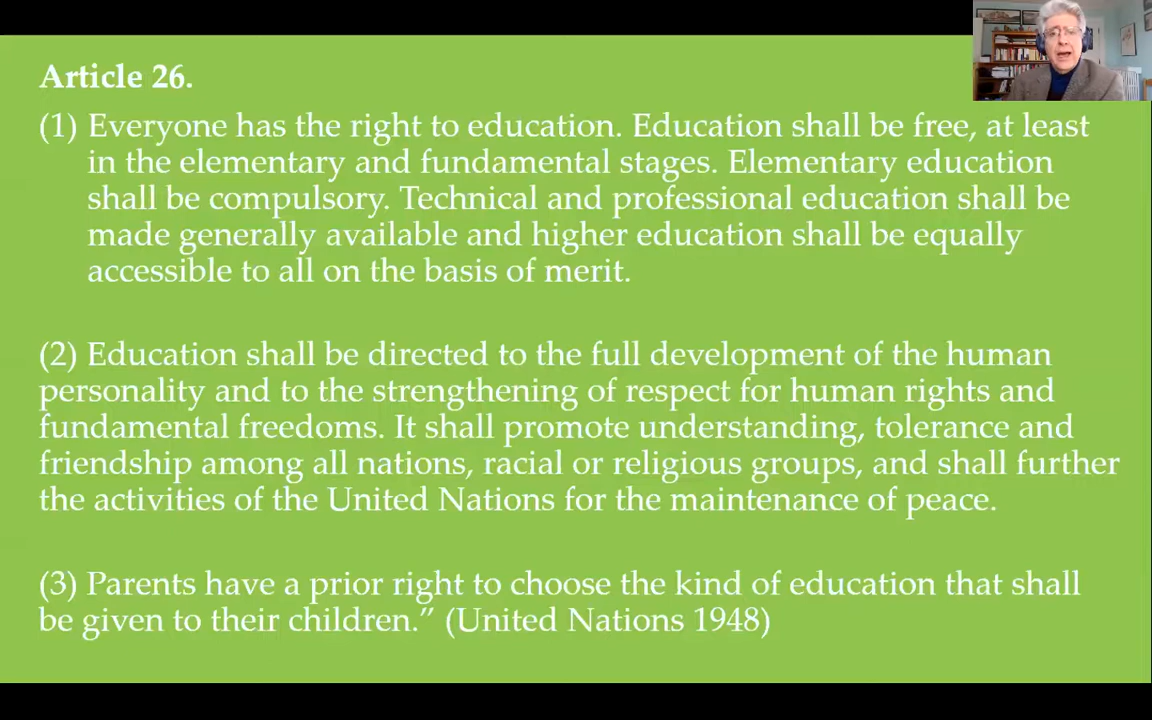 Article 26.
(1) Everyone has the right to education. Education shall be free, at least
in the elementary and fundamental stages. Elementary education
shall be compulsory. Technical and professional education shall be
made generally available and higher education shall be equally
accessible to all on the basis of merit.
(2) Education shall be directed to the full development of the human
personality and to the strengthening of respect for human rights and
fundamental freedoms. It shall promote understanding, tolerance and
friendship among all nations, racial or religious groups, and shall further
the activities of the United Nations for the maintenance of peace.
(3) Parents have a prior right to choose the kind of education that shall
be given to their children.” (United Nations 1948)